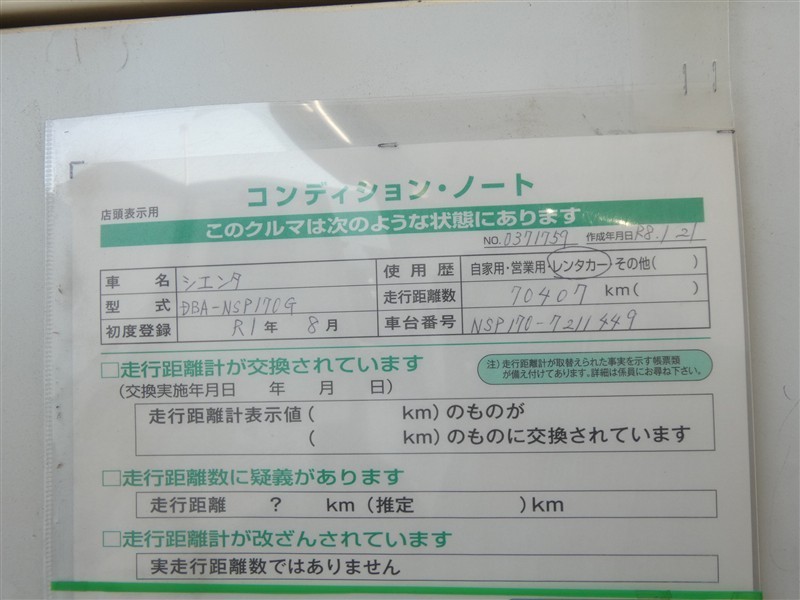 コンディション・ノート
店頭表示用
このクルマは次のような状態にあります
NO. 0371757 作成年月日 R8.1.21
車名 シエンタ 使用歴 自家用・営業用・レンタカー・その他( )
型式 DBA-NSP170G 走行距離数 70407 km( )
初度登録 R1年 8月 車台番号 NSP170-7211449
□走行距離計が交換されています
(交換実施年月日 年 月 日)
注)走行距離計が取替えられた事実を示す帳票類
が備え付けてあります。詳細は係員にお尋ね下さい。
走行距離計表示値( km)のものが
( km)のものに交換されています
□走行距離数に疑義があります
走行距離 ? km (推定 )km
□走行距離計が改ざんされています
実走行距離数ではありません